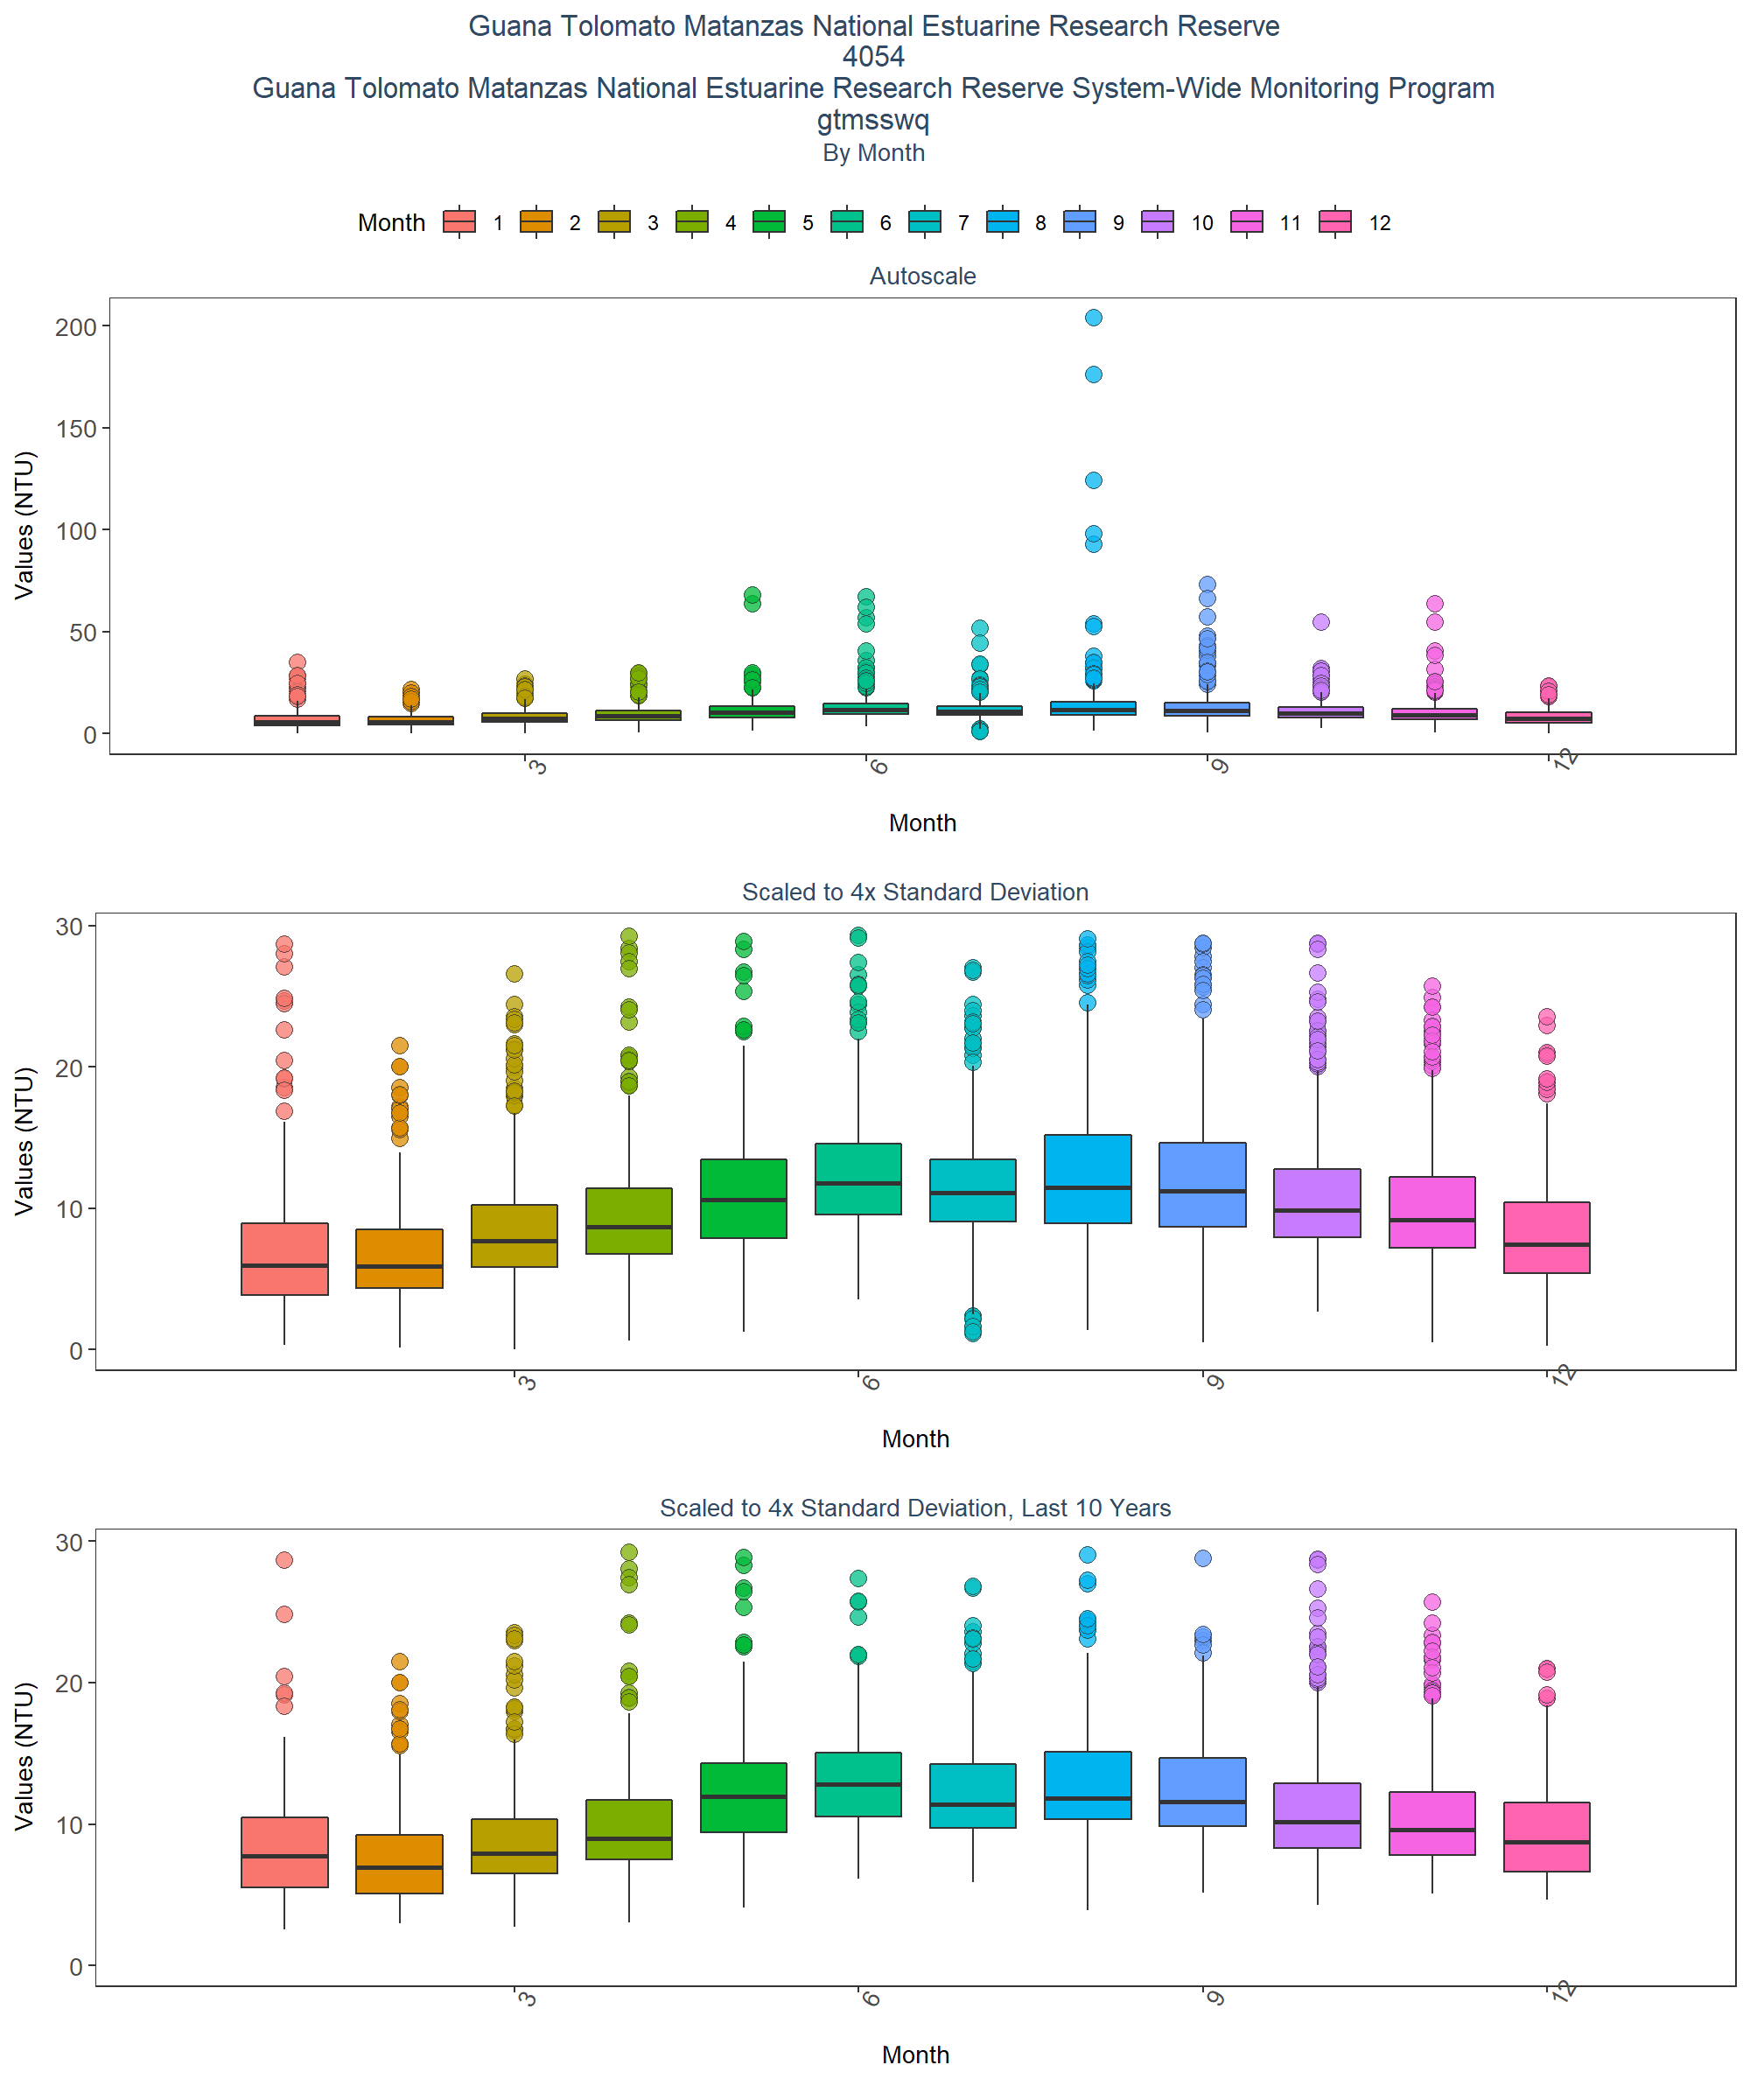 Guana Tolomato Matanzas National Estuarine Research Reserve
4054
Guana Tolomato Matanzas National Estuarine Research Reserve System-Wide Monitoring Program
gtmsswq
By Month
Month 1 2 3 4 5 6 7 8 9 10 11 12
Autoscale
200
150
100
50
0
Values (NTU)
3 6 9 12
Month
Scaled to 4x Standard Deviation
30
20
10
0
Values (NTU)
3 6 9 12
Month
Scaled to 4x Standard Deviation, Last 10 Years
30
20
10
0
Values (NTU)
3 6 9 12
Month